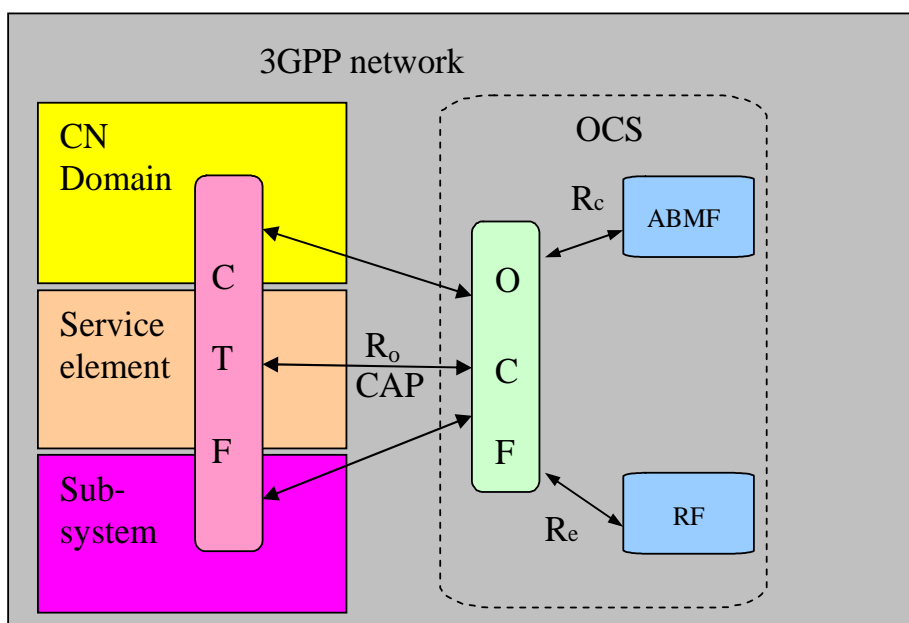 3GPP network
CN
Domain
Service
element
Sub-
system
C
T
F
Ro
CAP
OCS
O
C
F
Rc
ABMF
Re
RF